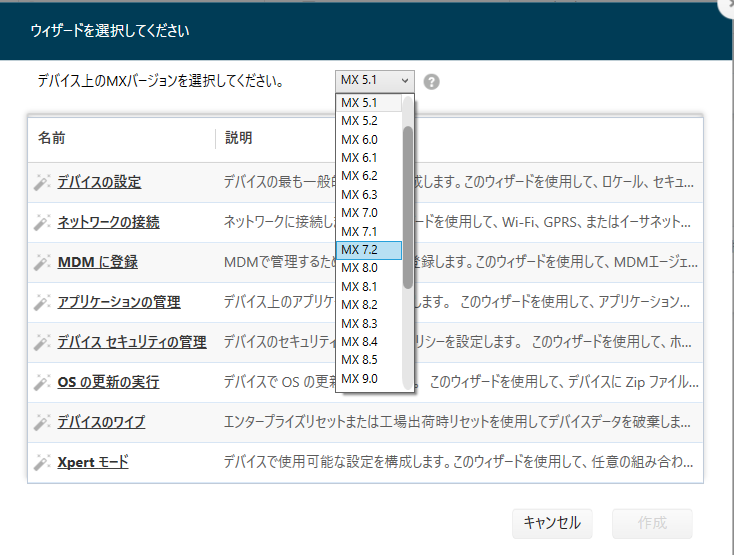 ウィザードを選択してください
デバイス上のMXバージョンを選択してください。 MX 5.1 ?
MX 5.1
MX 5.2
MX 6.0
MX 6.1
MX 6.2
MX 6.3
MX 7.0
MX 7.1
MX 7.2
MX 8.0
MX 8.1
MX 8.2
MX 8.3
MX 8.4
MX 8.5
MX 9.0
名前 説明
デバイスの設定 デバイスの最も一般的 成します。このウィザードを使用して、ロケール、セキュ...
ネットワークの接続 ネットワークに接続し ードを使用して、Wi-Fi、GPRS、またはイーサネット...
MDM に登録 MDMで管理するため 登録します。このウィザードを使用して、MDMエージェ...
アプリケーションの管理 デバイス上のアプリケ します。 このウィザードを使用して、アプリケーション...
デバイス セキュリティの管理 デバイスのセキュリティ リシーを設定します。 このウィザードを使用して、ホ...
OS の更新の実行 デバイスで OS の更新 。 このウィザードを使用して、デバイスに Zip ファイル...
デバイスのワイプ エンタープライズリセットまたは工場出荷時リセットを使用してデバイスデータを破棄しま...
Xpert モード デバイスで使用可能な設定を構成します。このウィザードを使用して、任意の組み合わ...
キャンセル 作成